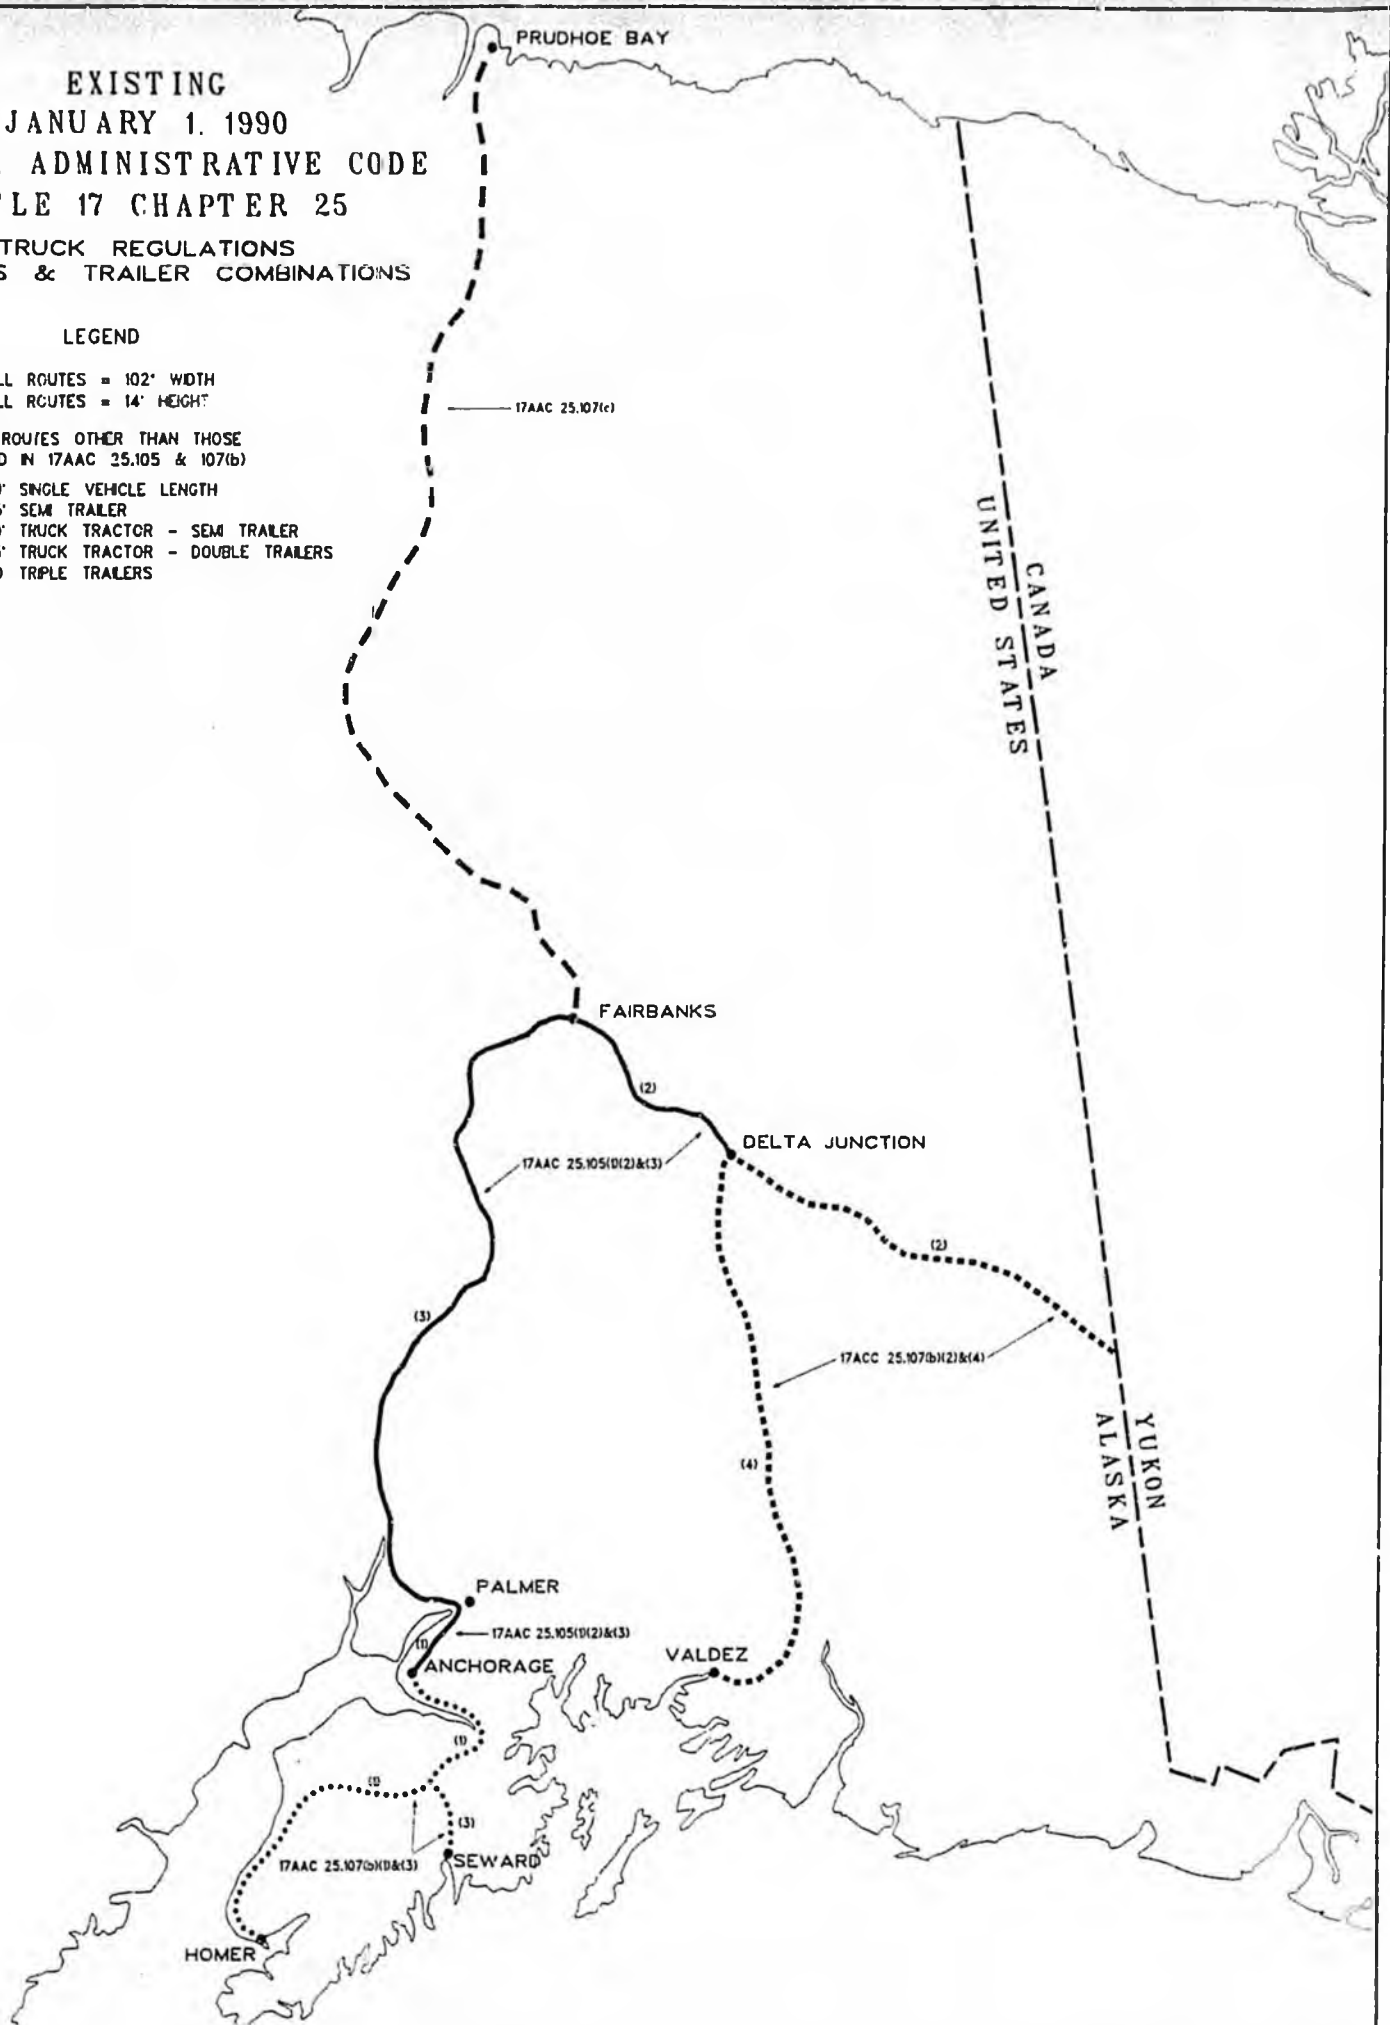 PRUDHOE BAY
EXISTING
JANUARY 1. 1990
ADMINISTRATIVE CODE
LE 17 CHAPTER 25
TRUCK REGULATIONS
S & TRAILER COMBINATIONS
LEGEND
LL ROUTES = 102" WIDTH
LL ROUTES = 14' HEIGHT
ROUTES OTHER THAN THOSE
D IN 17AAC 25.105 & 107(b)
' SINGLE VEHICLE LENGTH
' SEMI TRAILER
' TRUCK TRACTOR - SEMI TRAILER
' TRUCK TRACTOR - DOUBLE TRAILERS
TRIPLE TRAILERS
17AAC 25.107(c)
CANADA
UNITED STATES
FAIRBANKS
(2)
DELTA JUNCTION
17AAC 25.105(1)(2)&(3)
(2)
(3)
17ACC 25.107(b)(2)&(4)
YUKON
ALASKA
(4)
PALMER
17AAC 25.105(1)(2)&(3)
(1)
ANCHORAGE
VALDEZ
(1)
(1)
(3)
17AAC 25.107(b)(1)&(3)
SEWARD
HOMER